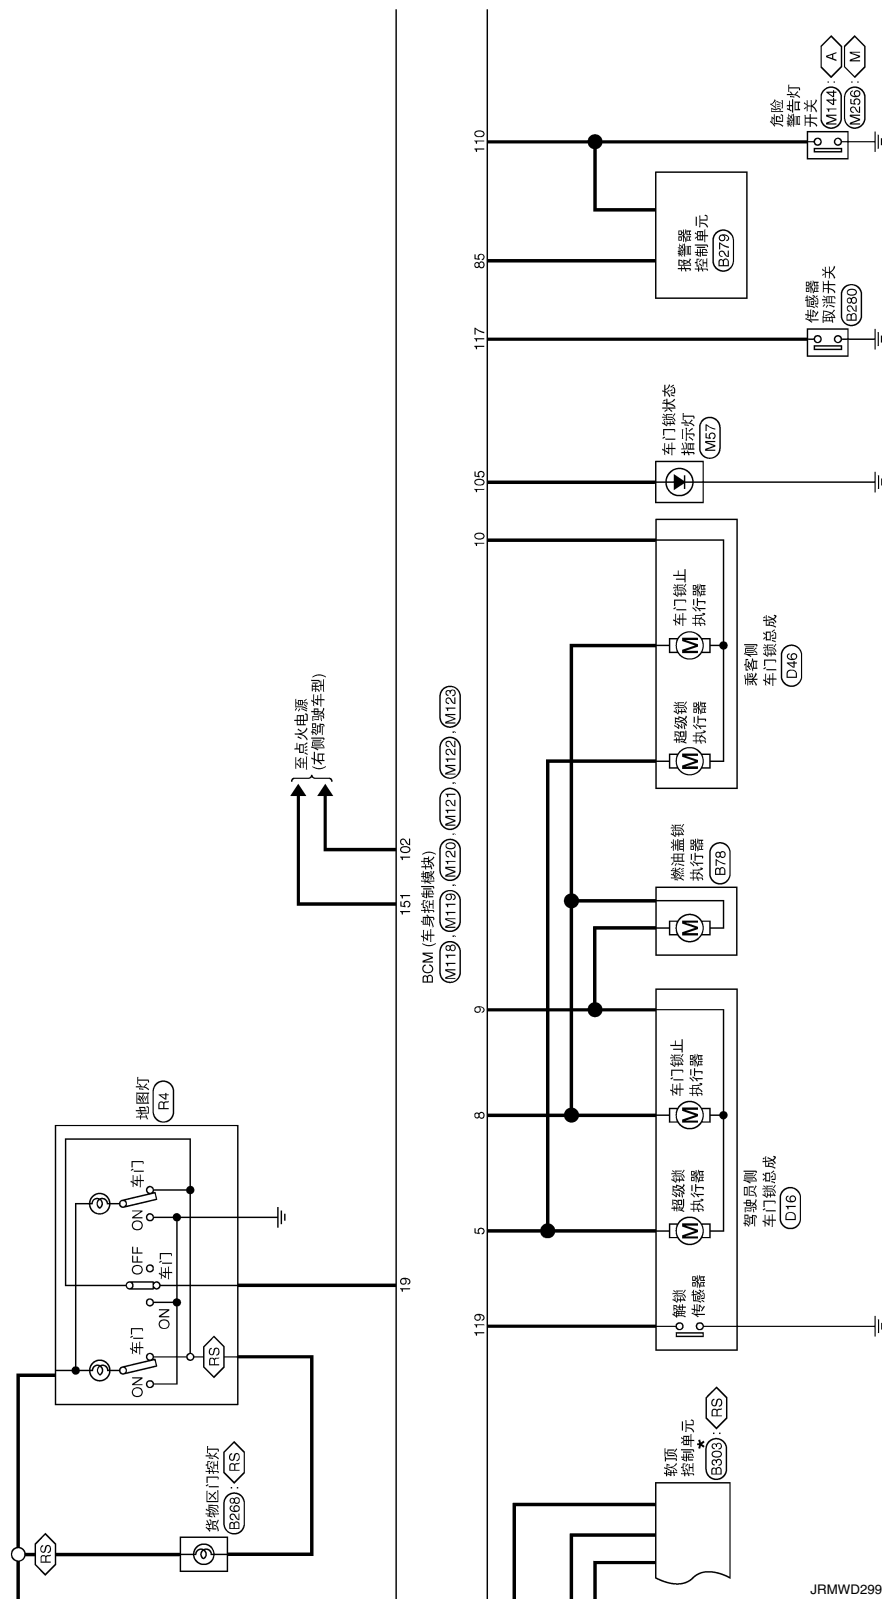 危险
警告灯
开关
M144 : A
M256 : M
110
报警器
控制单元
B279
85
传感器
取消开关
B280
117
车门锁状态
指示灯
M57
105
10
车门锁止
执行器
超级锁
执行器
乘客侧
车门锁总成
D46
至点火电源
(右侧驾驶车型)
102
151
BCM (车身控制模块)
M118 , M119 , M120 , M121 , M122 , M123
燃油盖锁
执行器
B78
9
8
5
119
车门锁止
执行器
超级锁
执行器
解锁
传感器
驾驶员侧
车门锁总成
D16
地图灯
R4
车门
ON
OFF
车门
ON
车门
ON
RS
19
货物区门控灯
B268 : RS
RS
软顶
控制单元
B303 * : RS
M
M
M
M
M
JRMWD299